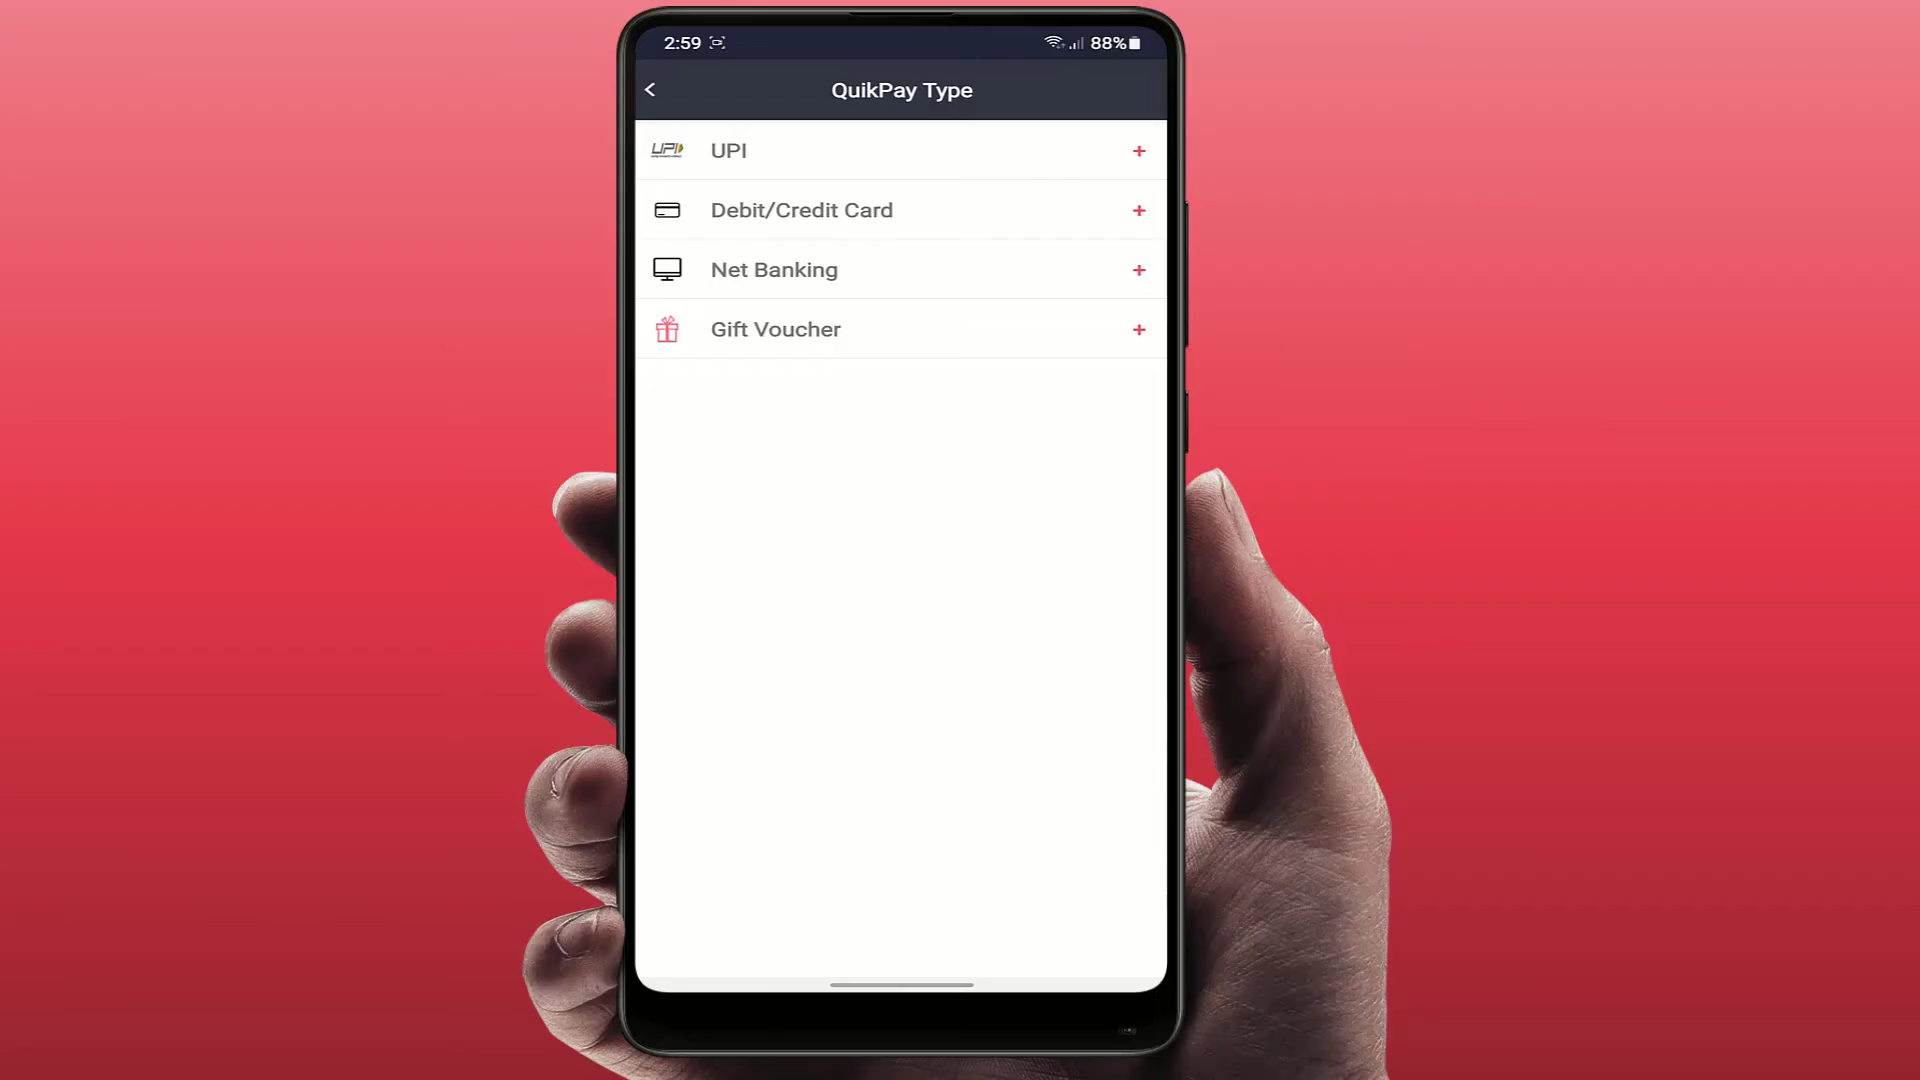 2:59 88%
QuikPay Type
UPI UPI +
Debit/Credit Card +
Net Banking +
Gift Voucher +